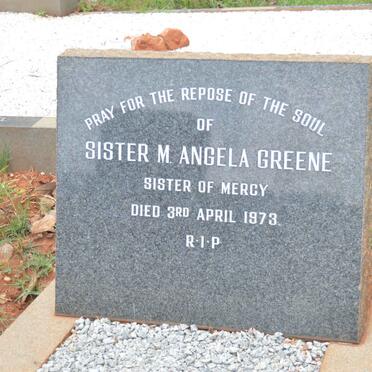 PRAY FOR THE REPOSE OF THE SOUL
OF
SISTER M. ANGELA GREENE
SISTER OF MERCY
DIED 3RD APRIL 1973.
R·I·P